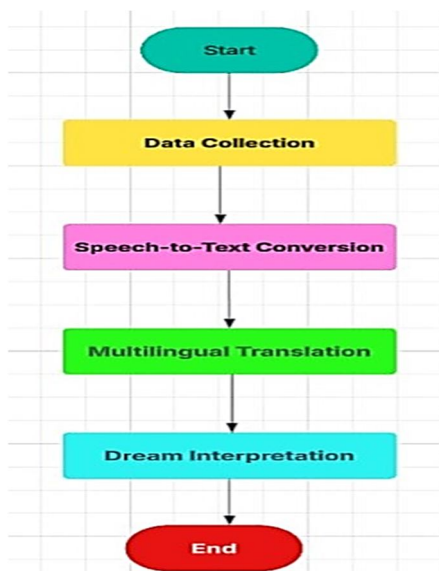 Start
Data Collection
Speech-to-Text Conversion
Multilingual Translation
Dream Interpretation
End